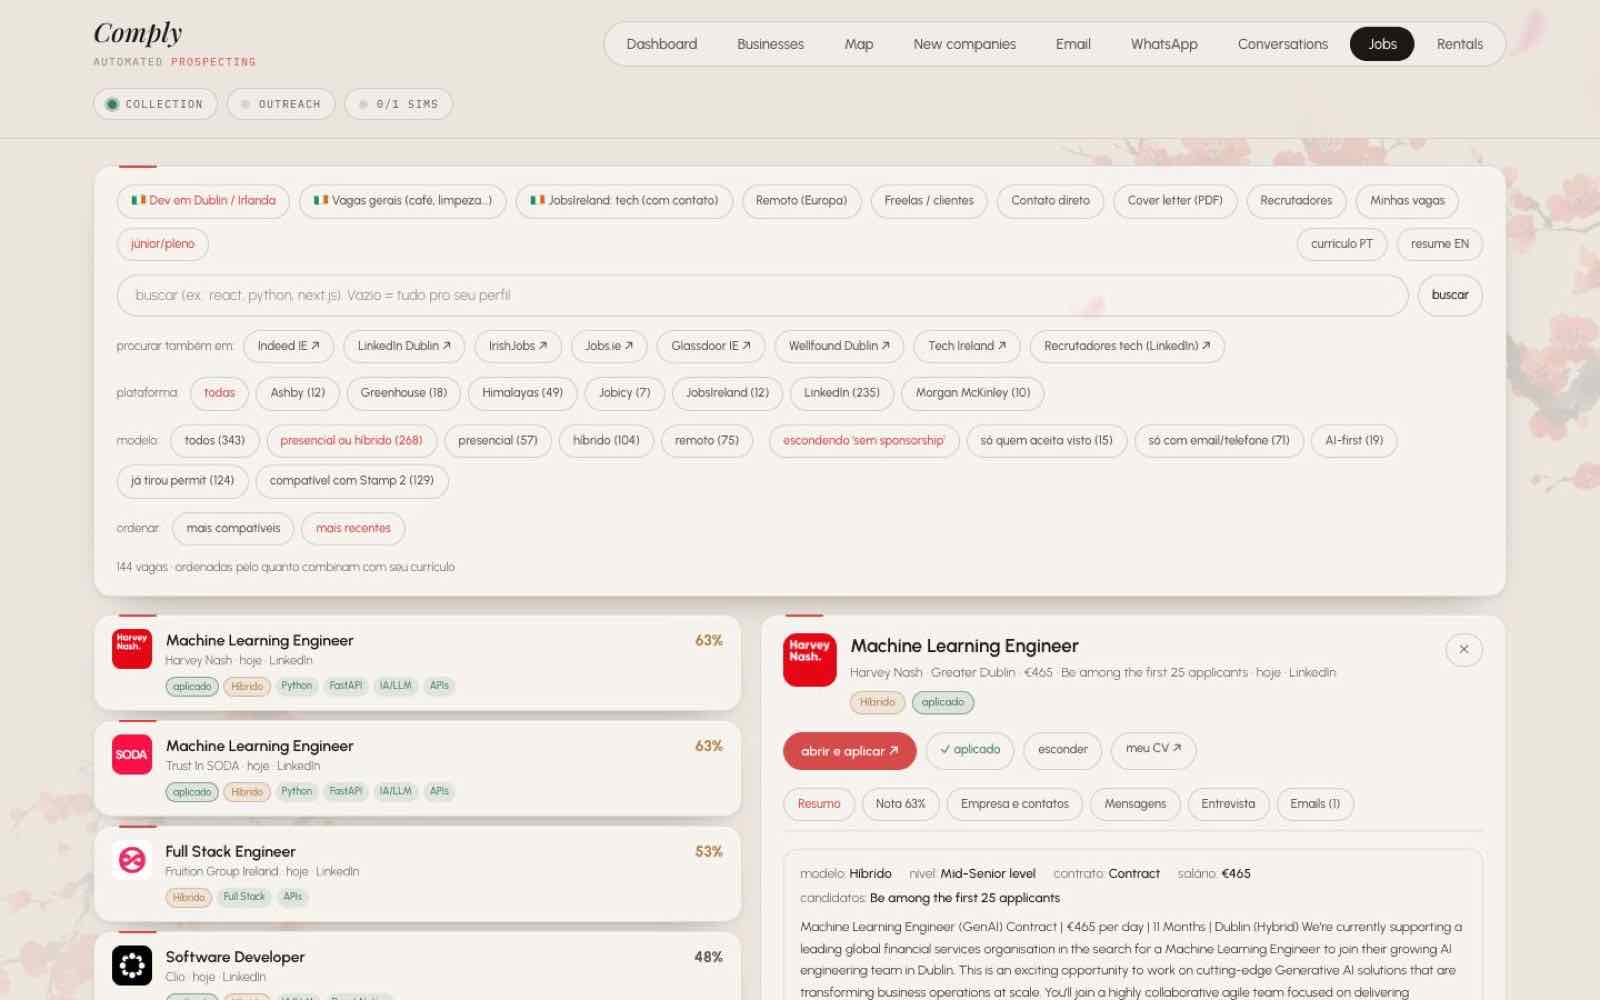 Comply
AUTOMATED PROSPECTING
Dashboard Businesses Map New companies Email WhatsApp Conversations Jobs Rentals
COLLECTION OUTREACH 0/1 SIMS
Dev em Dublin / Irlanda Vagas gerais (café, limpeza…) JobsIreland: tech (com contato) Remoto (Europa) Freelas / clientes Contato direto Cover letter (PDF) Recrutadores Minhas vagas
júnior/pleno currículo PT resume EN
buscar (ex: react, python, next.js). Vazio = tudo pro seu perfil buscar
procurar também em: Indeed IE ↗ LinkedIn Dublin ↗ IrishJobs ↗ Jobs.ie ↗ Glassdoor IE ↗ Wellfound Dublin ↗ Tech Ireland ↗ Recrutadores tech (LinkedIn) ↗
plataforma: todas Ashby (12) Greenhouse (18) Himalayas (49) Jobicy (7) JobsIreland (12) LinkedIn (235) Morgan McKinley (10)
modelo: todos (343) presencial ou híbrido (268) presencial (57) híbrido (104) remoto (75) escondendo 'sem sponsorship' só quem aceita visto (15) só com email/telefone (71) AI-first (19)
já tirou permit (124) compatível com Stamp 2 (129)
ordenar: mais compatíveis mais recentes
144 vagas · ordenadas pelo quanto combinam com seu currículo
Harvey Nash.
Machine Learning Engineer 63%
Harvey Nash · hoje · LinkedIn
aplicado Híbrido Python FastAPI IA/LLM APIs
SODA
Machine Learning Engineer 63%
Trust In SODA · hoje · LinkedIn
aplicado Híbrido Python FastAPI IA/LLM APIs
Full Stack Engineer 53%
Fruition Group Ireland · hoje · LinkedIn
Híbrido Full Stack APIs
Software Developer 48%
Clio · hoje · LinkedIn
Harvey Nash.
Machine Learning Engineer ✕
Harvey Nash · Greater Dublin · €465 · Be among the first 25 applicants · hoje · LinkedIn
Híbrido aplicado
abrir e aplicar ↗ ✓ aplicado esconder meu CV ↗
Resumo Nota 63% Empresa e contatos Mensagens Entrevista Emails (1)
modelo: Híbrido nível: Mid-Senior level contrato: Contract salário: €465
candidatos: Be among the first 25 applicants
Machine Learning Engineer (GenAI) Contract | €465 per day | 11 Months | Dublin (Hybrid) We're currently supporting a
leading global financial services organisation in the search for a Machine Learning Engineer to join their growing AI
engineering team in Dublin. This is an exciting opportunity to work on cutting-edge Generative AI solutions that are
transforming business operations at scale. You'll join a highly collaborative agile team focused on delivering